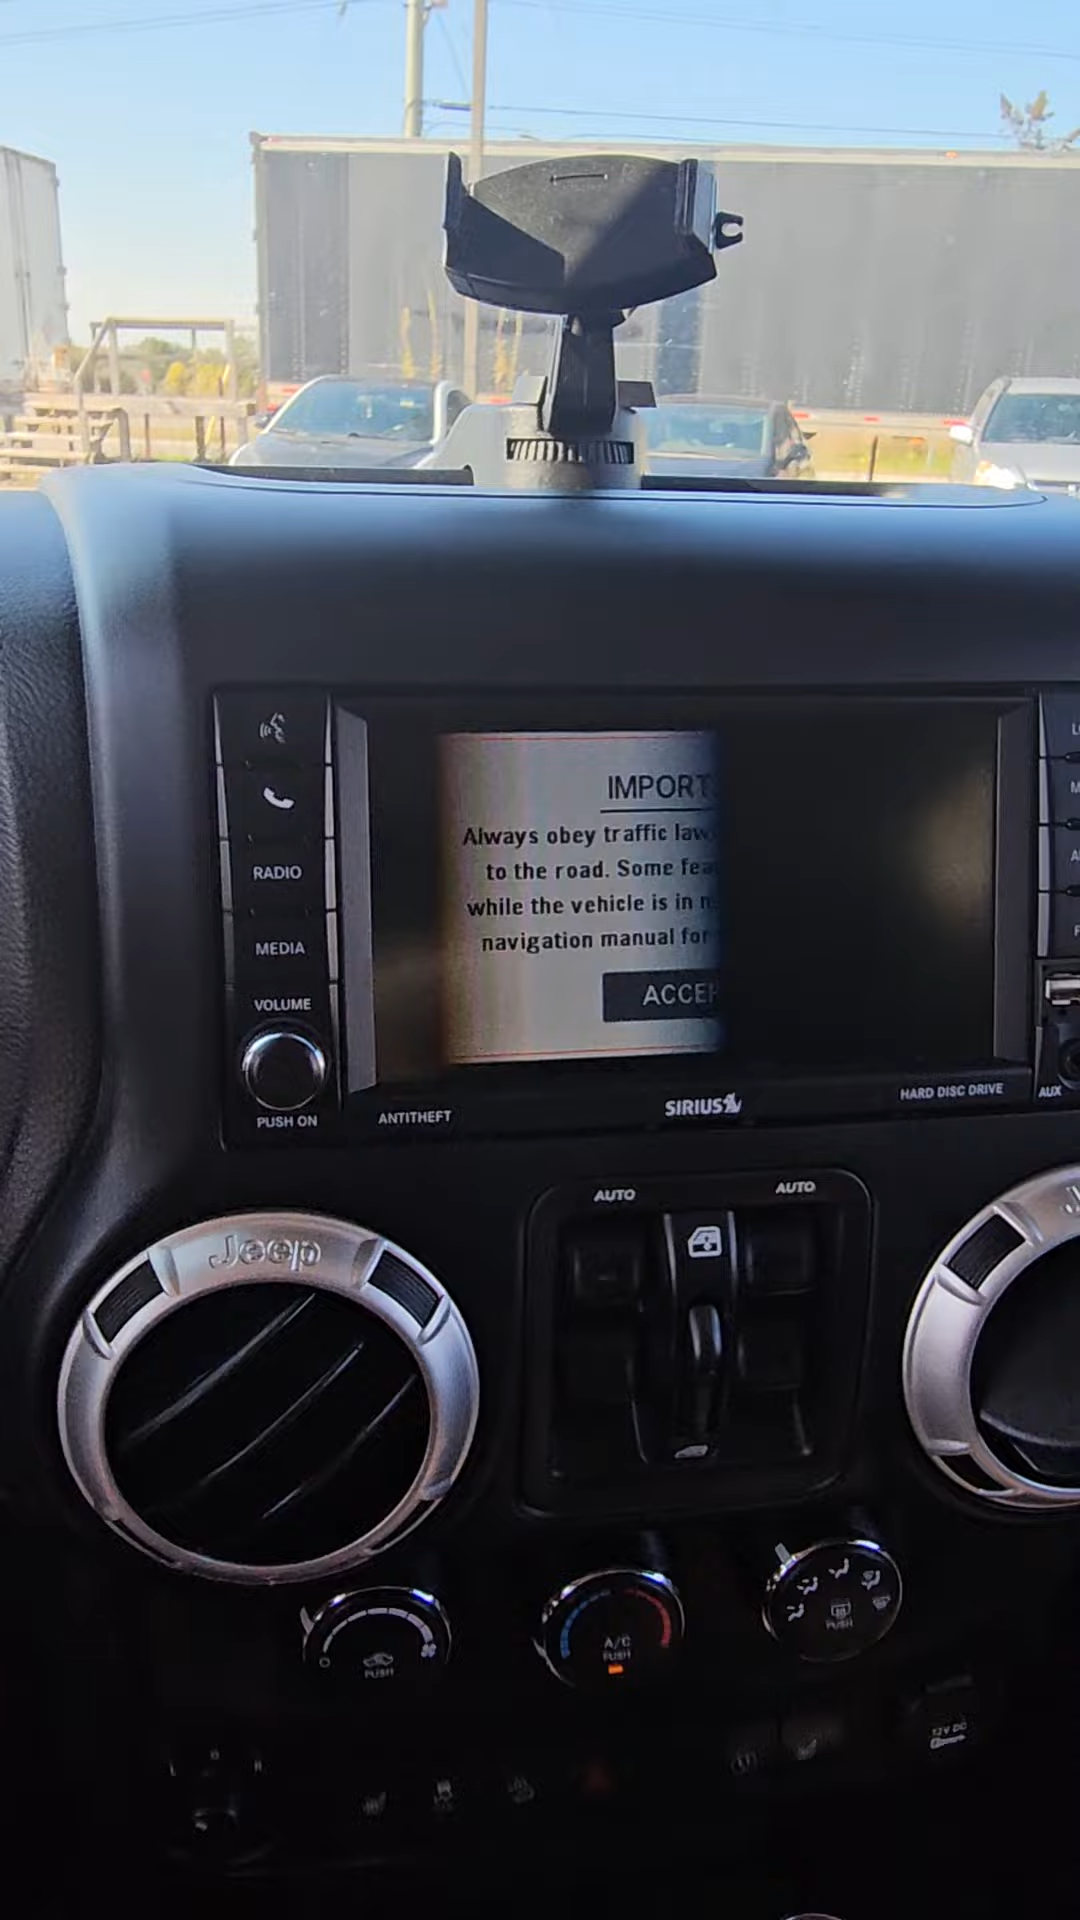 IMPORT
Always obey traffic law
to the road. Some fea
while the vehicle is in
navigation manual for
ACCE
RADIO
MEDIA
VOLUME
PUSH ON
ANTITHEFT
SIRIUS
HARD DISC DRIVE
AUX
AUTO
AUTO
Jeep
PUSH
A/C
PUSH
PUSH
12V DC